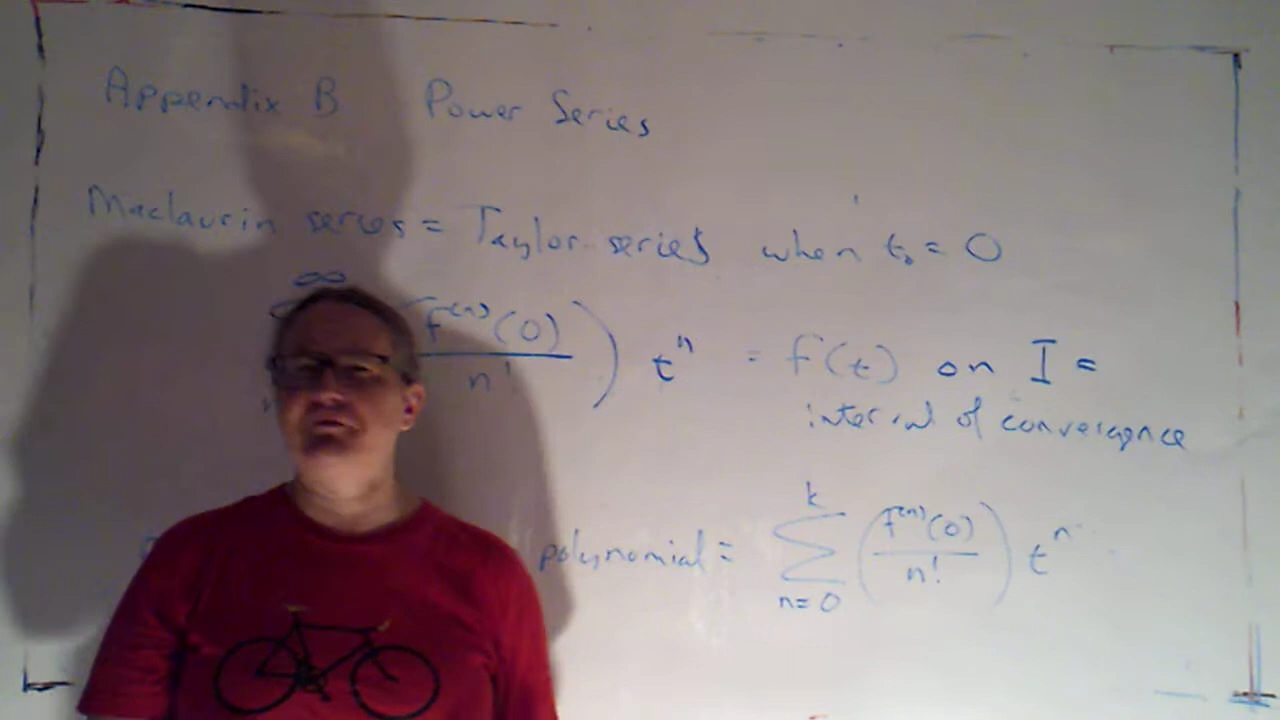 Appendix B Power Series
Maclaurin series = Taylor series when t₀ = 0
∞ f⁽ⁿ⁾(0) / n! ) tⁿ = f(t) on I =
interval of convergence
polynomial = k Σ n=0 ( f⁽ⁿ⁾(0) / n! ) tⁿ